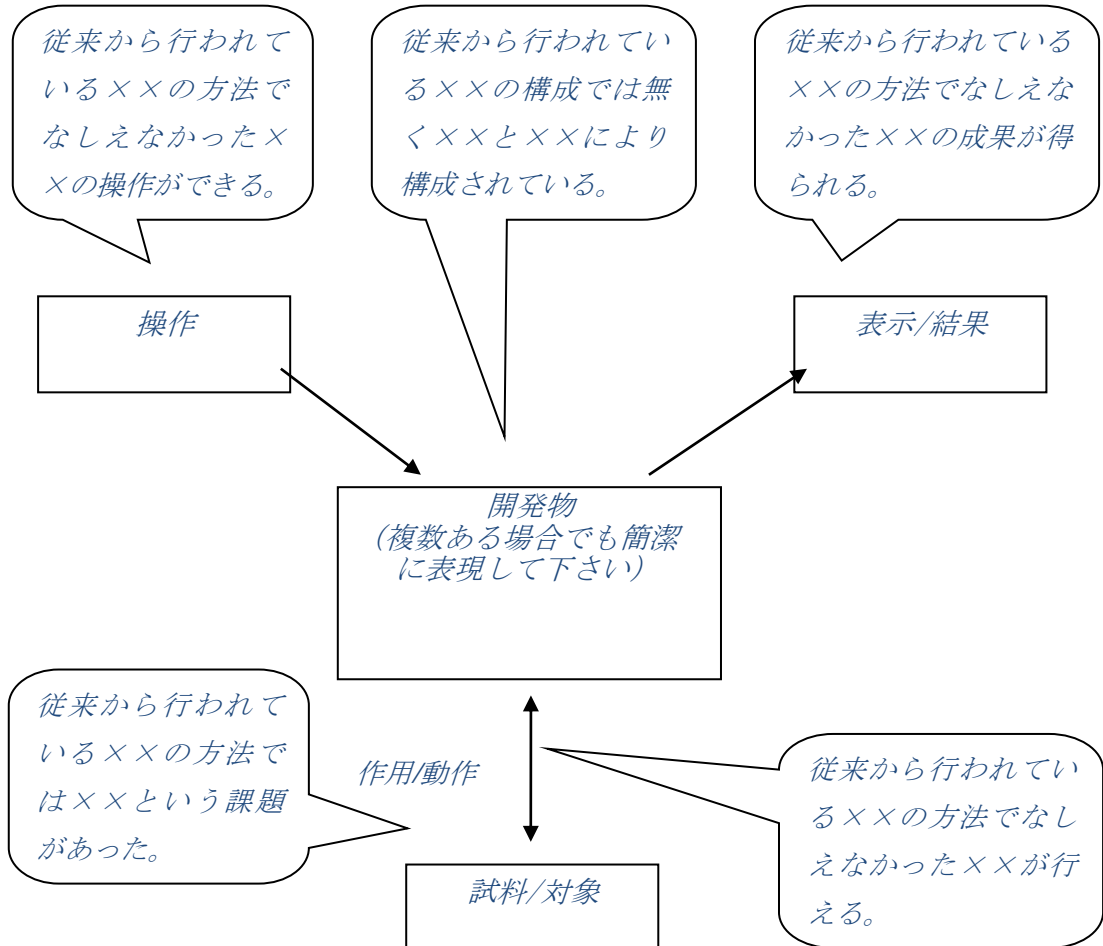 従来から行われて
いる××の方法で
なしえなかった×
×の操作ができる。
従来から行われてい
る××の構成では無
く××と××により
構成されている。
従来から行われている
××の方法でなしえな
かった××の成果が得
られる。
操作
表示/結果
開発物
(複数ある場合でも簡潔
に表現して下さい)
従来から行われて
いる××の方法で
は××という課題
があった。
作用/動作
従来から行われてい
る××の方法でなし
えなかった××が行
える。
試料/対象